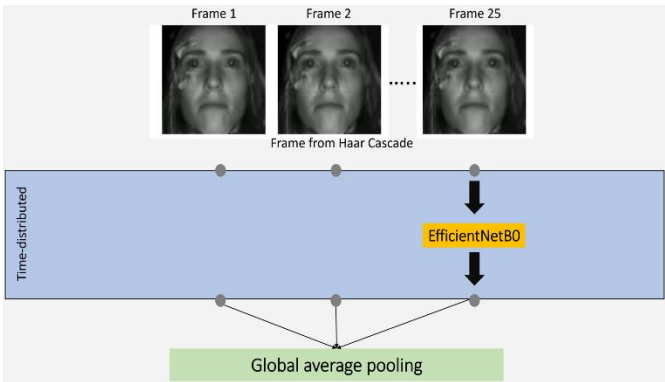 Frame 1 Frame 2 Frame 25
.....
Frame from Haar Cascade
Time-distributed
EfficientNetB0
Global average pooling